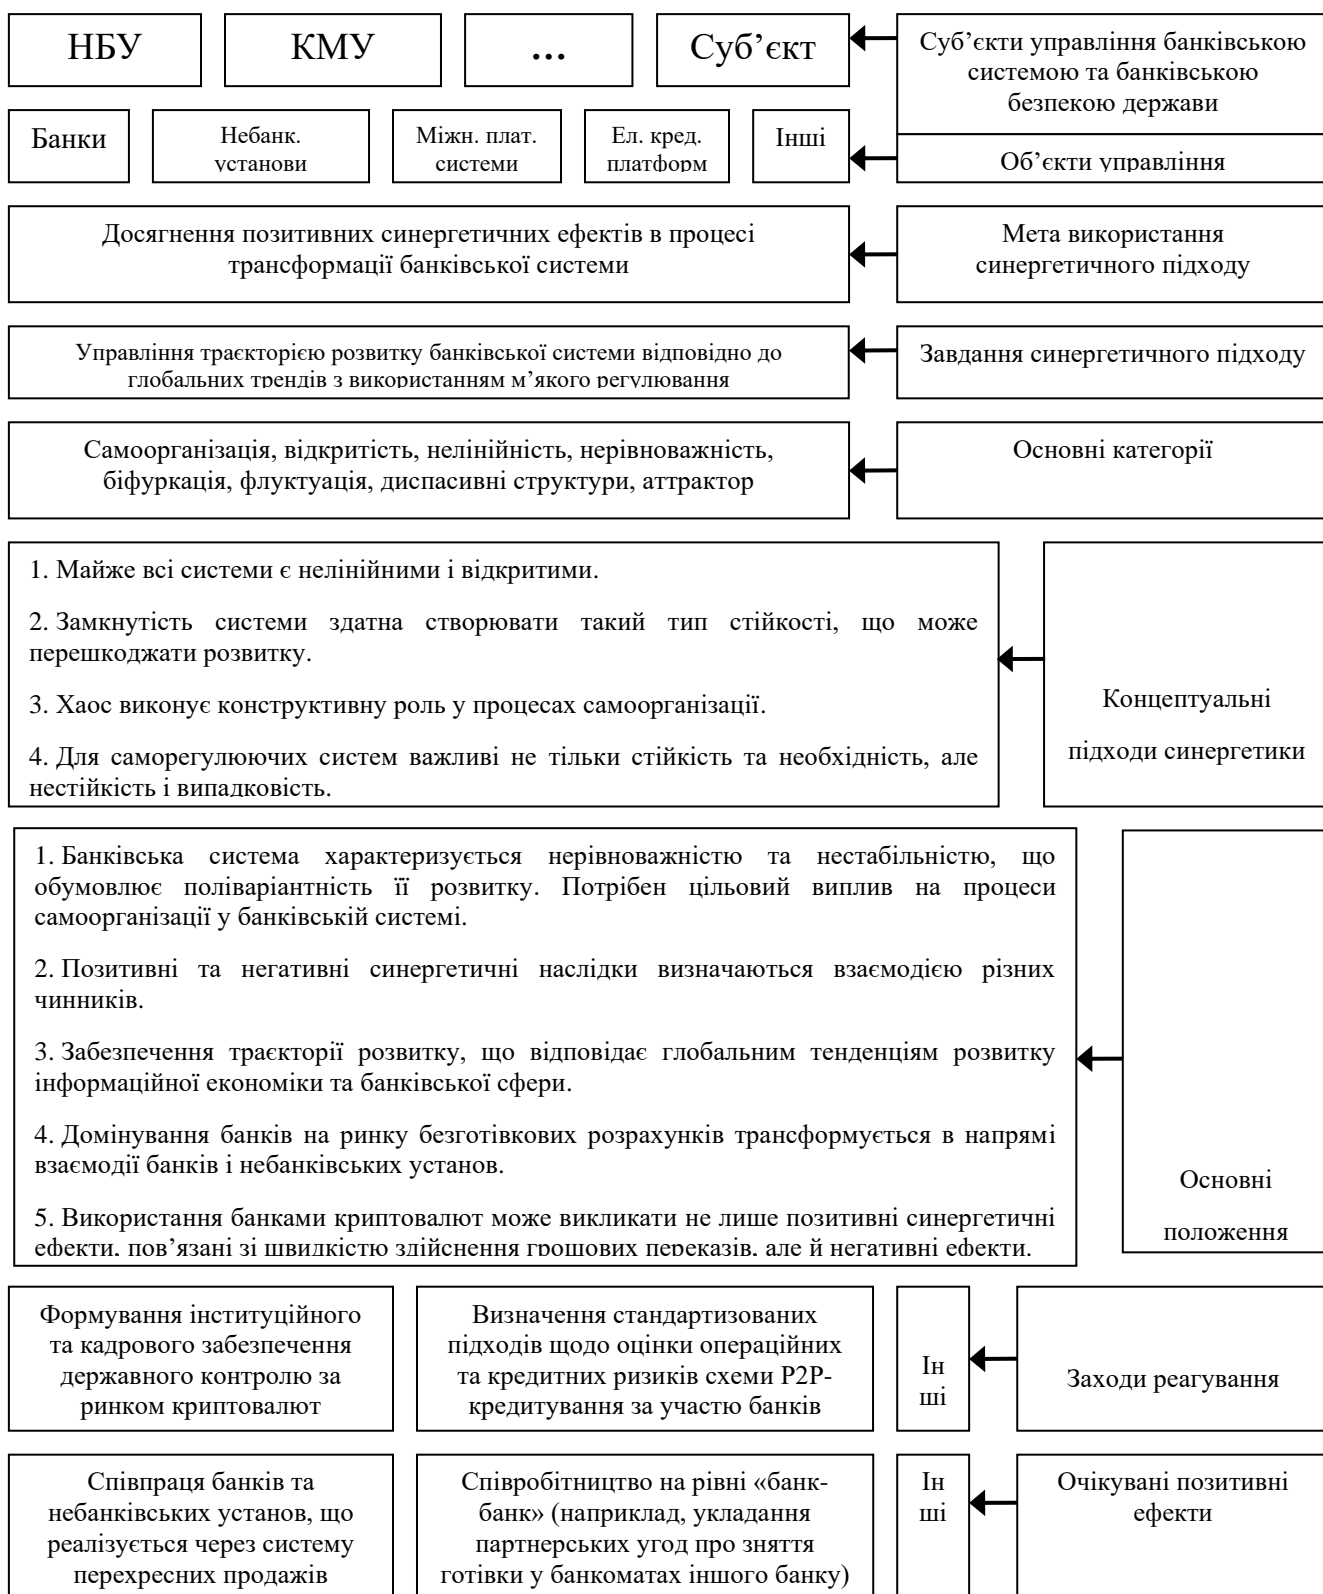 НБУ
КМУ
...
Суб’єкт
Суб’єкти управління банківською
системою та банківською
безпекою держави
Банки
Небанк.
установи
Міжн. плат.
системи
Ел. кред.
платформ
Інші
Об’єкти управління
Досягнення позитивних синергетичних ефектів в процесі
трансформації банківської системи
Мета використання
синергетичного підходу
Управління траєкторією розвитку банківської системи відповідно до
глобальних трендів з використанням м’якого регулювання
Завдання синергетичного підходу
Самоорганізація, відкритість, нелінійність, нерівноважність,
біфуркація, флуктуація, диспасивні структури, аттрактор
Основні категорії
1. Майже всі системи є нелінійними і відкритими.
2. Замкнутість системи здатна створювати такий тип стійкості, що може
перешкоджати розвитку.
3. Хаос виконує конструктивну роль у процесах самоорганізації.
4. Для саморегулюючих систем важливі не тільки стійкість та необхідність, але
нестійкість і випадковість.
Концептуальні
підходи синергетики
1. Банківська система характеризується нерівноважністю та нестабільністю, що
обумовлює поліваріантність її розвитку. Потрібен цільовий виплив на процеси
самоорганізації у банківській системі.
2. Позитивні та негативні синергетичні наслідки визначаються взаємодією різних
чинників.
3. Забезпечення траєкторії розвитку, що відповідає глобальним тенденціям розвитку
інформаційної економіки та банківської сфери.
4. Домінування банків на ринку безготівкових розрахунків трансформується в напрямі
взаємодії банків і небанківських установ.
5. Використання банками криптовалют може викликати не лише позитивні синергетичні
ефекти, пов’язані зі швидкістю здійснення грошових переказів, але й негативні ефекти.
Основні
положення
Формування інституційного
та кадрового забезпечення
державного контролю за
ринком криптовалют
Визначення стандартизованих
підходів щодо оцінки операційних
та кредитних ризиків схеми P2P-
кредитування за участю банків
Ін
ші
Заходи реагування
Співпраця банків та
небанківських установ, що
реалізується через систему
перехресних продажів
Співробітництво на рівні «банк-
банк» (наприклад, укладання
партнерських угод про зняття
готівки у банкоматах іншого банку)
Ін
ші
Очікувані позитивні
ефекти